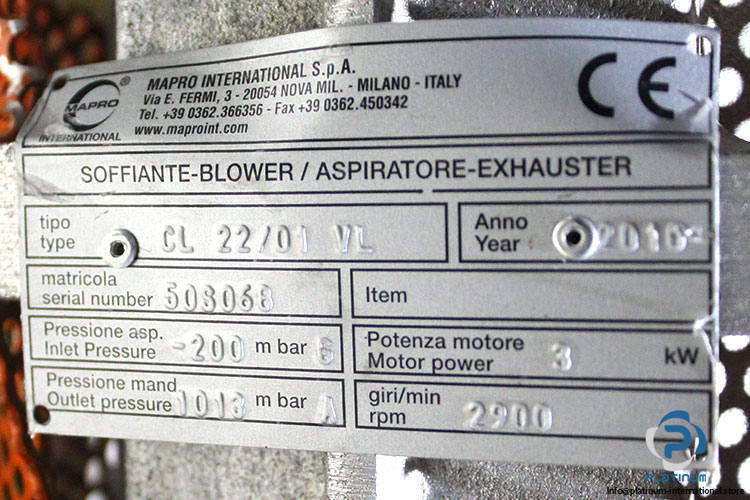 MAPRO
INTERNATIONAL
®
MAPRO INTERNATIONAL S.p.A.
Via E. FERMI, 3 - 20054 NOVA MIL. - MILANO - ITALY
Tel. +39 0362.366356 - Fax +39 0362.450342
www.maproint.com
CE
SOFFIANTE-BLOWER / ASPIRATORE-EXHAUSTER
tipo
type CL 22/01 VL
Anno
Year 2010
matricola
serial number 503068
Item
Pressione asp.
Inlet Pressure -200 m bar G
Potenza motore
Motor power 3 kW
Pressione mand
Outlet pressure 1013 m bar A
giri/min
rpm 2900
PLATINUM
Info@platinum-international.store